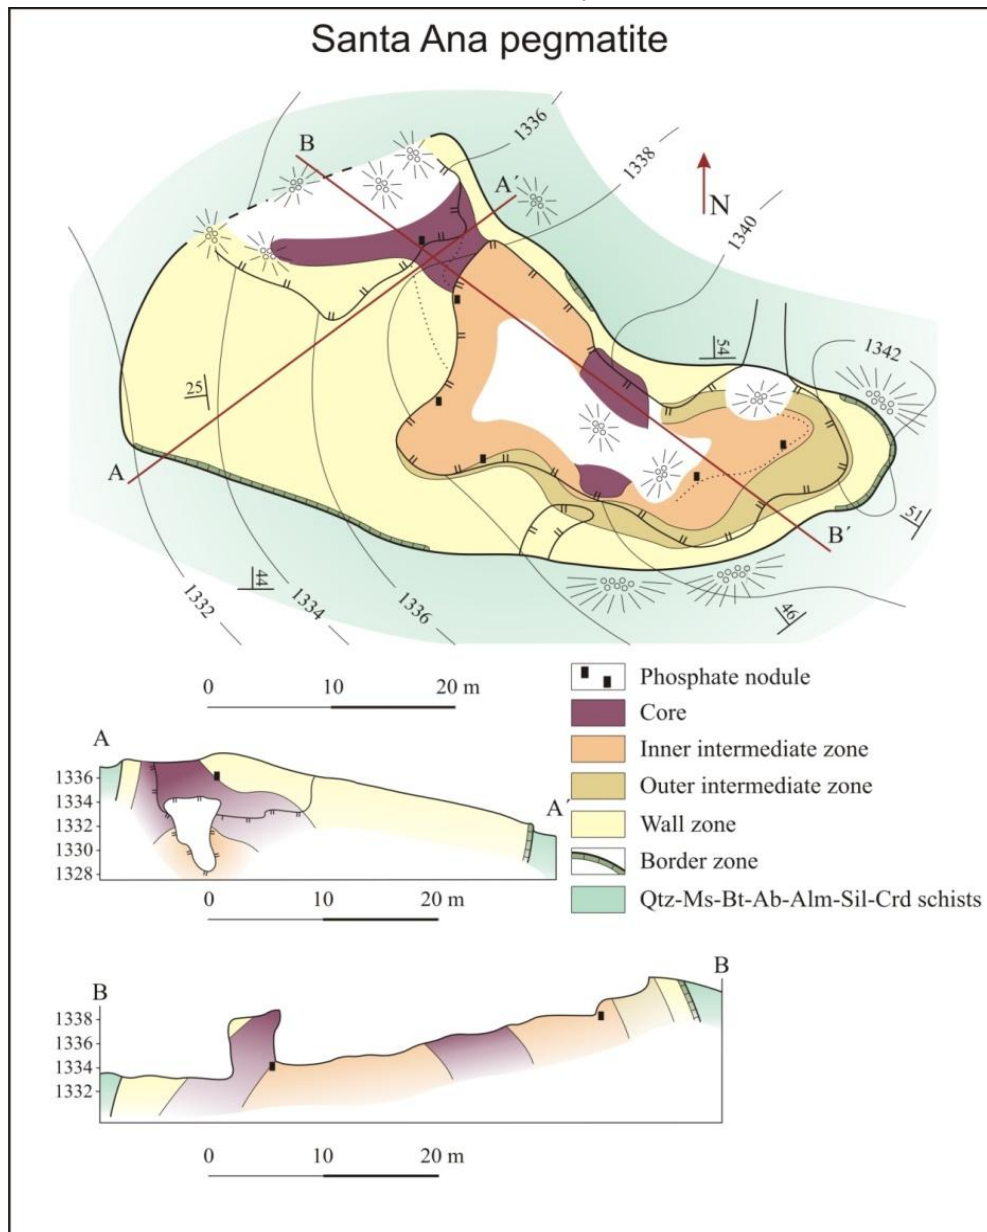 Santa Ana pegmatite
B
1336
A´
1338
N
1340
54
1342
25
A
51
B´
44
46
1332
1334
1336
0 10 20 m
Phosphate nodule
Core
Inner intermediate zone
Outer intermediate zone
Wall zone
Border zone
Qtz-Ms-Bt-Ab-Alm-Sil-Crd schists
A
A´
1336
1334
1332
1330
1328
0 10 20 m
B
B
1338
1336
1334
1332
0 10 20 m